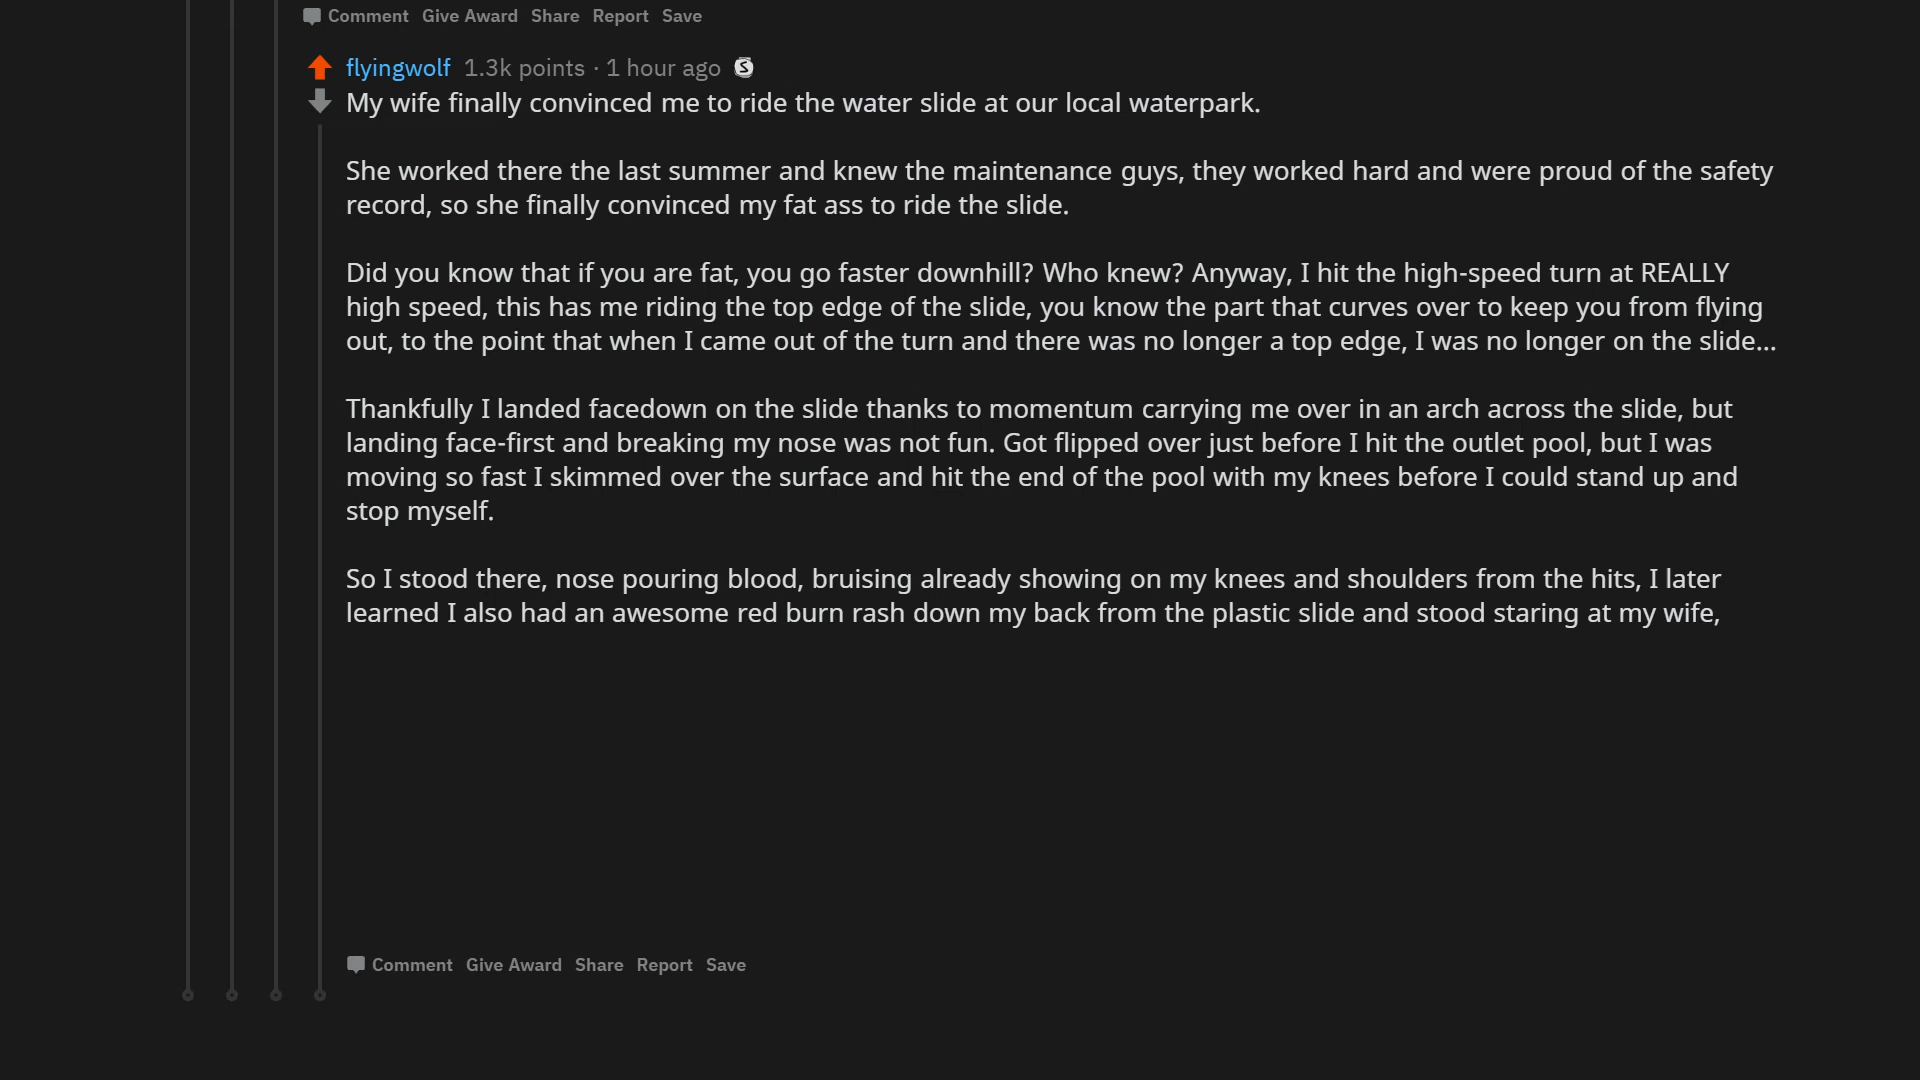 Comment Give Award Share Report Save
flyingwolf 1.3k points · 1 hour ago S
My wife finally convinced me to ride the water slide at our local waterpark.
She worked there the last summer and knew the maintenance guys, they worked hard and were proud of the safety
record, so she finally convinced my fat ass to ride the slide.
Did you know that if you are fat, you go faster downhill? Who knew? Anyway, I hit the high-speed turn at REALLY
high speed, this has me riding the top edge of the slide, you know the part that curves over to keep you from flying
out, to the point that when I came out of the turn and there was no longer a top edge, I was no longer on the slide...
Thankfully I landed facedown on the slide thanks to momentum carrying me over in an arch across the slide, but
landing face-first and breaking my nose was not fun. Got flipped over just before I hit the outlet pool, but I was
moving so fast I skimmed over the surface and hit the end of the pool with my knees before I could stand up and
stop myself.
So I stood there, nose pouring blood, bruising already showing on my knees and shoulders from the hits, I later
learned I also had an awesome red burn rash down my back from the plastic slide and stood staring at my wife,
Comment Give Award Share Report Save